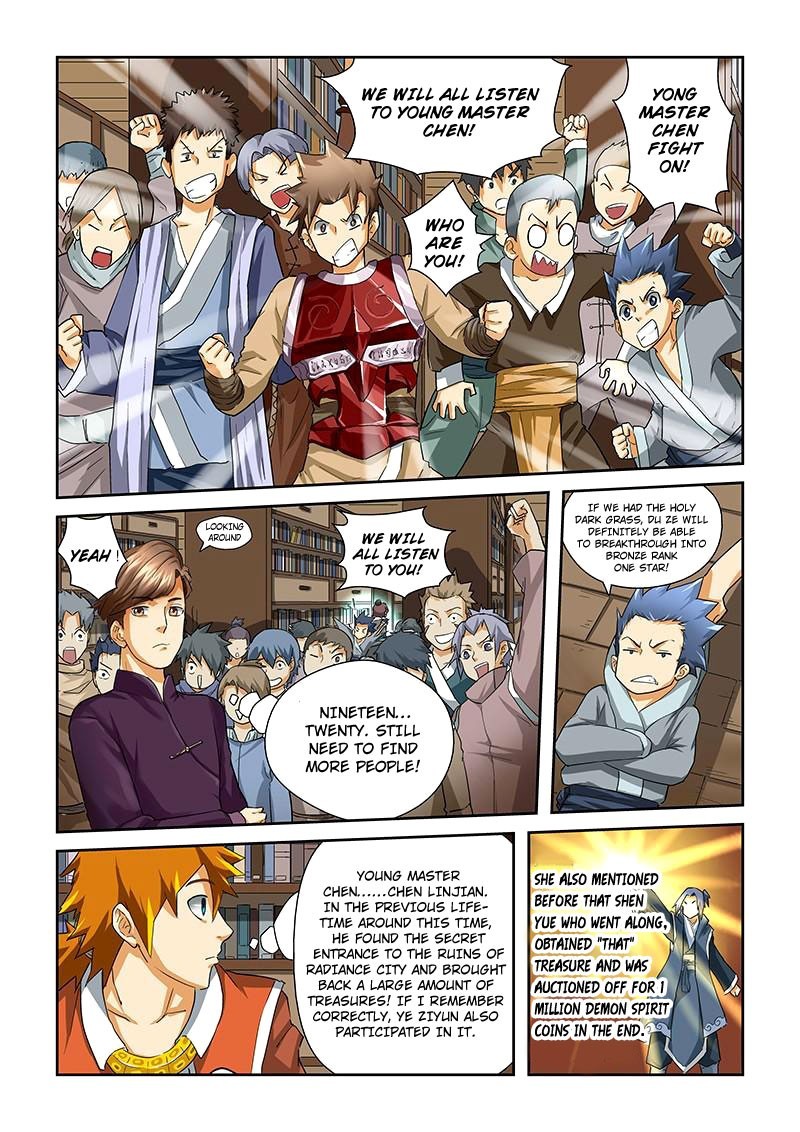 WE WILL ALL LISTEN
TO YOUNG MASTER
CHEN!
YONG
MASTER
CHEN
FIGHT
ON!
WHO
ARE
YOU!
YEAH !
LOOKING
AROUND
WE WILL
ALL LISTEN
TO YOU!
NINETEEN...
TWENTY. STILL
NEED TO FIND
MORE PEOPLE!
IF WE HAD THE HOLY
DARK GRASS, DU ZE WILL
DEFINITELY BE ABLE
TO BREAKTHROUGH INTO
BRONZE RANK
ONE STAR!
YOUNG MASTER
CHEN......CHEN LINJIAN.
IN THE PREVIOUS LIFE-
TIME AROUND THIS TIME,
HE FOUND THE SECRET
ENTRANCE TO THE RUINS OF
RADIANCE CITY AND BROUGHT
BACK A LARGE AMOUNT OF
TREASURES! IF I REMEMBER
CORRECTLY, YE ZIYUN ALSO
PARTICIPATED IN IT.
SHE ALSO MENTIONED
BEFORE THAT SHEN
YUE WHO WENT ALONG,
OBTAINED "THAT"
TREASURE AND WAS
AUCTIONED OFF FOR 1
MILLION DEMON SPIRIT
COINS IN THE END.